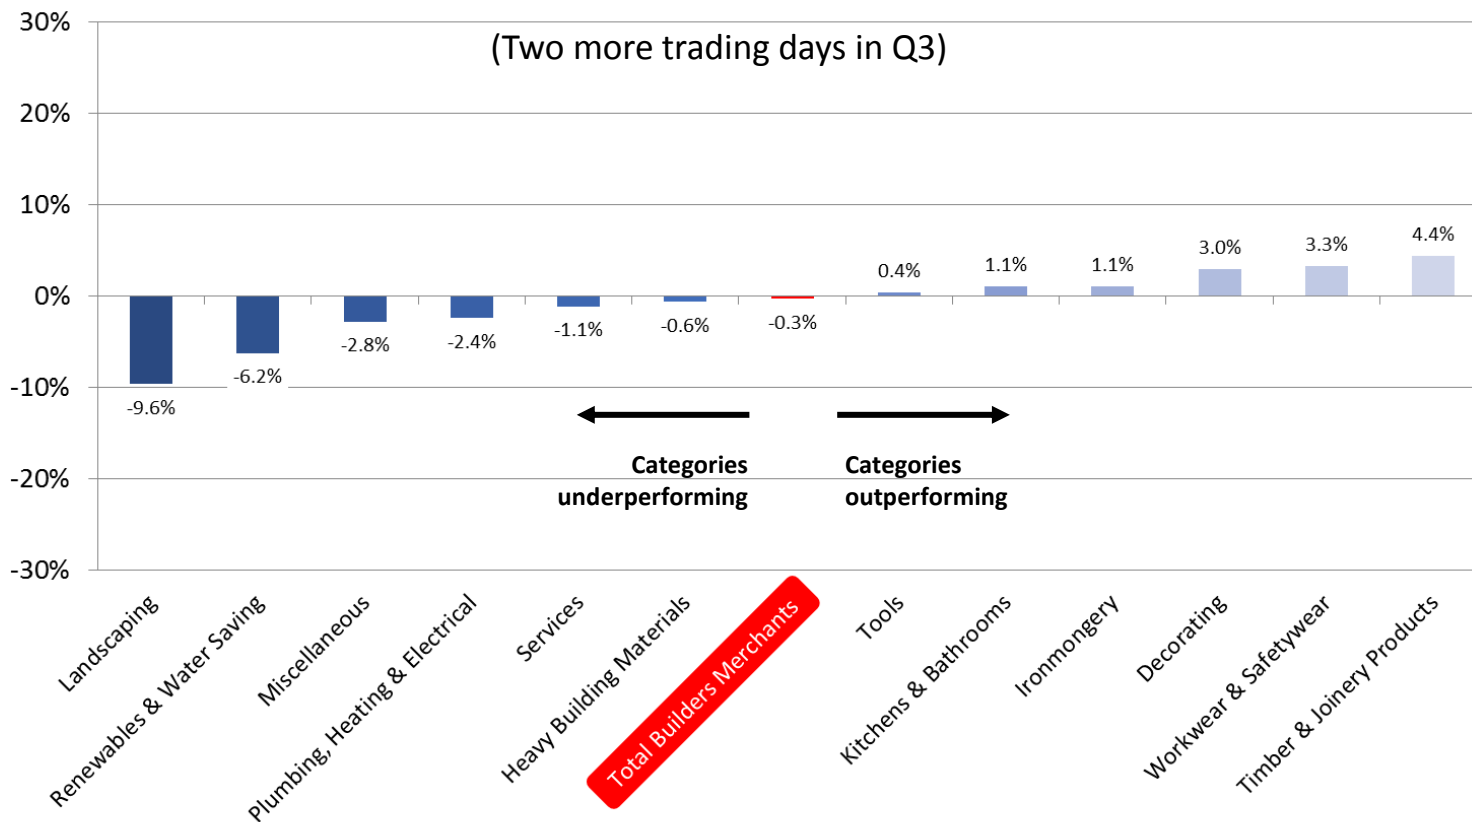 (Two more trading days in Q3)
30%
20%
10%
0%
-10%
-20%
-30%
-9.6%
-6.2%
-2.8%
-2.4%
-1.1%
-0.6%
-0.3%
0.4%
1.1%
1.1%
3.0%
3.3%
4.4%
Categories
underperforming
Categories
outperforming
Landscaping
Renewables & Water Saving
Miscellaneous
Plumbing, Heating & Electrical
Services
Heavy Building Materials
Total Builders Merchants
Tools
Kitchens & Bathrooms
Ironmongery
Decorating
Workwear & Safetywear
Timber & Joinery Products